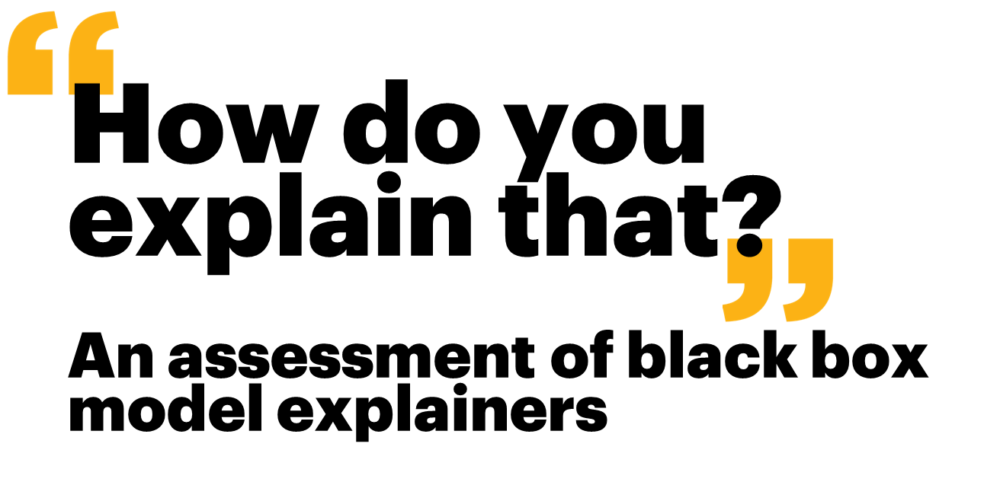 “How do you
explain that?”
An assessment of black box
model explainers